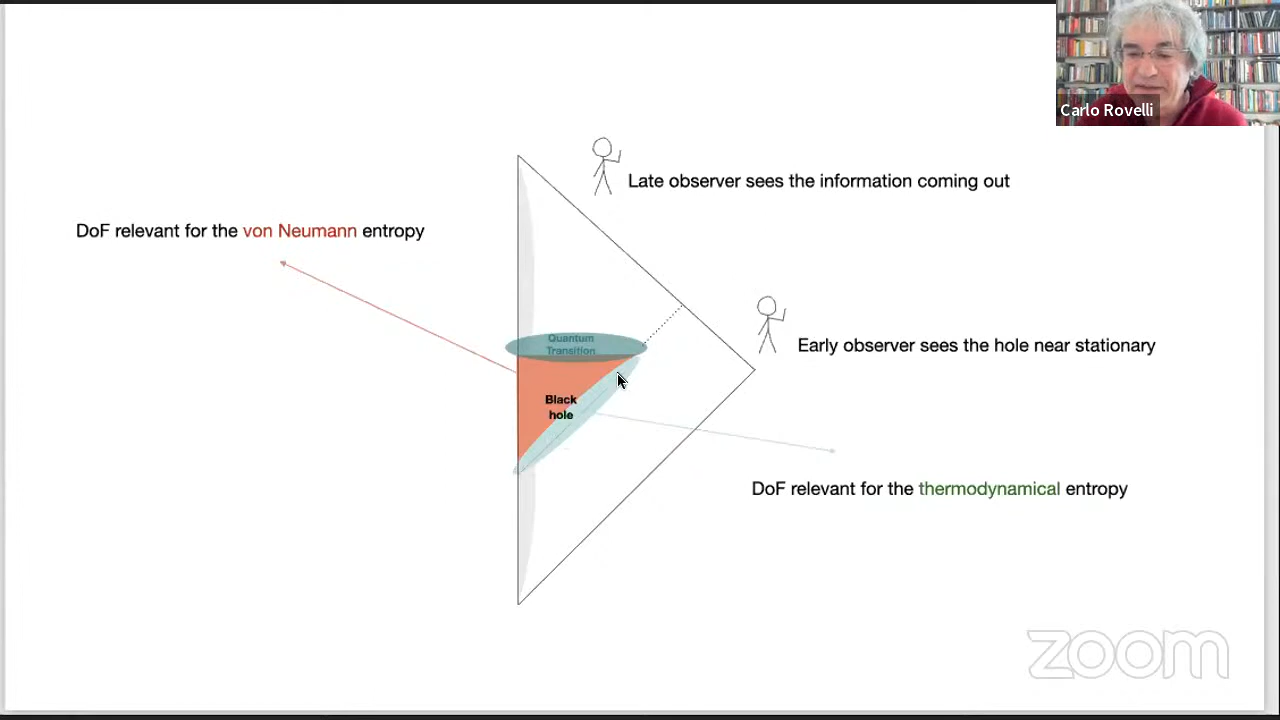 Carlo Rovelli
Late observer sees the information coming out
DoF relevant for the von Neumann entropy
Quantum
Transition
Early observer sees the hole near stationary
Black
hole
DoF relevant for the thermodynamical entropy
zoom